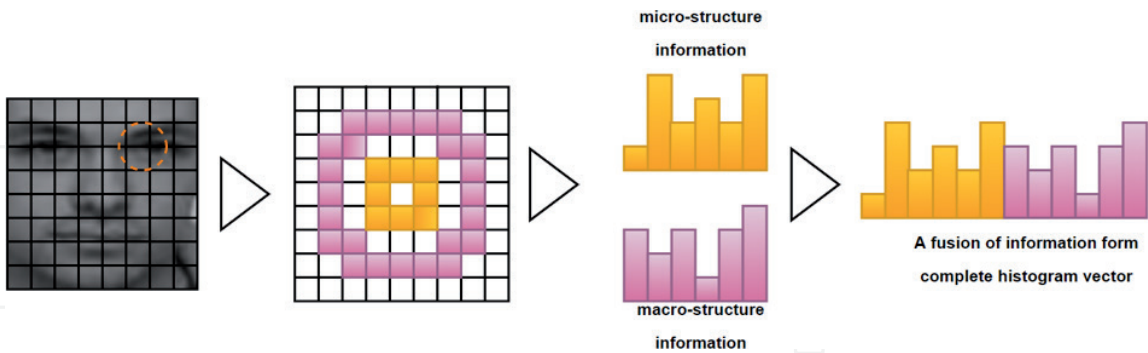 micro-structure
information
macro-structure
information
A fusion of information form
complete histogram vector